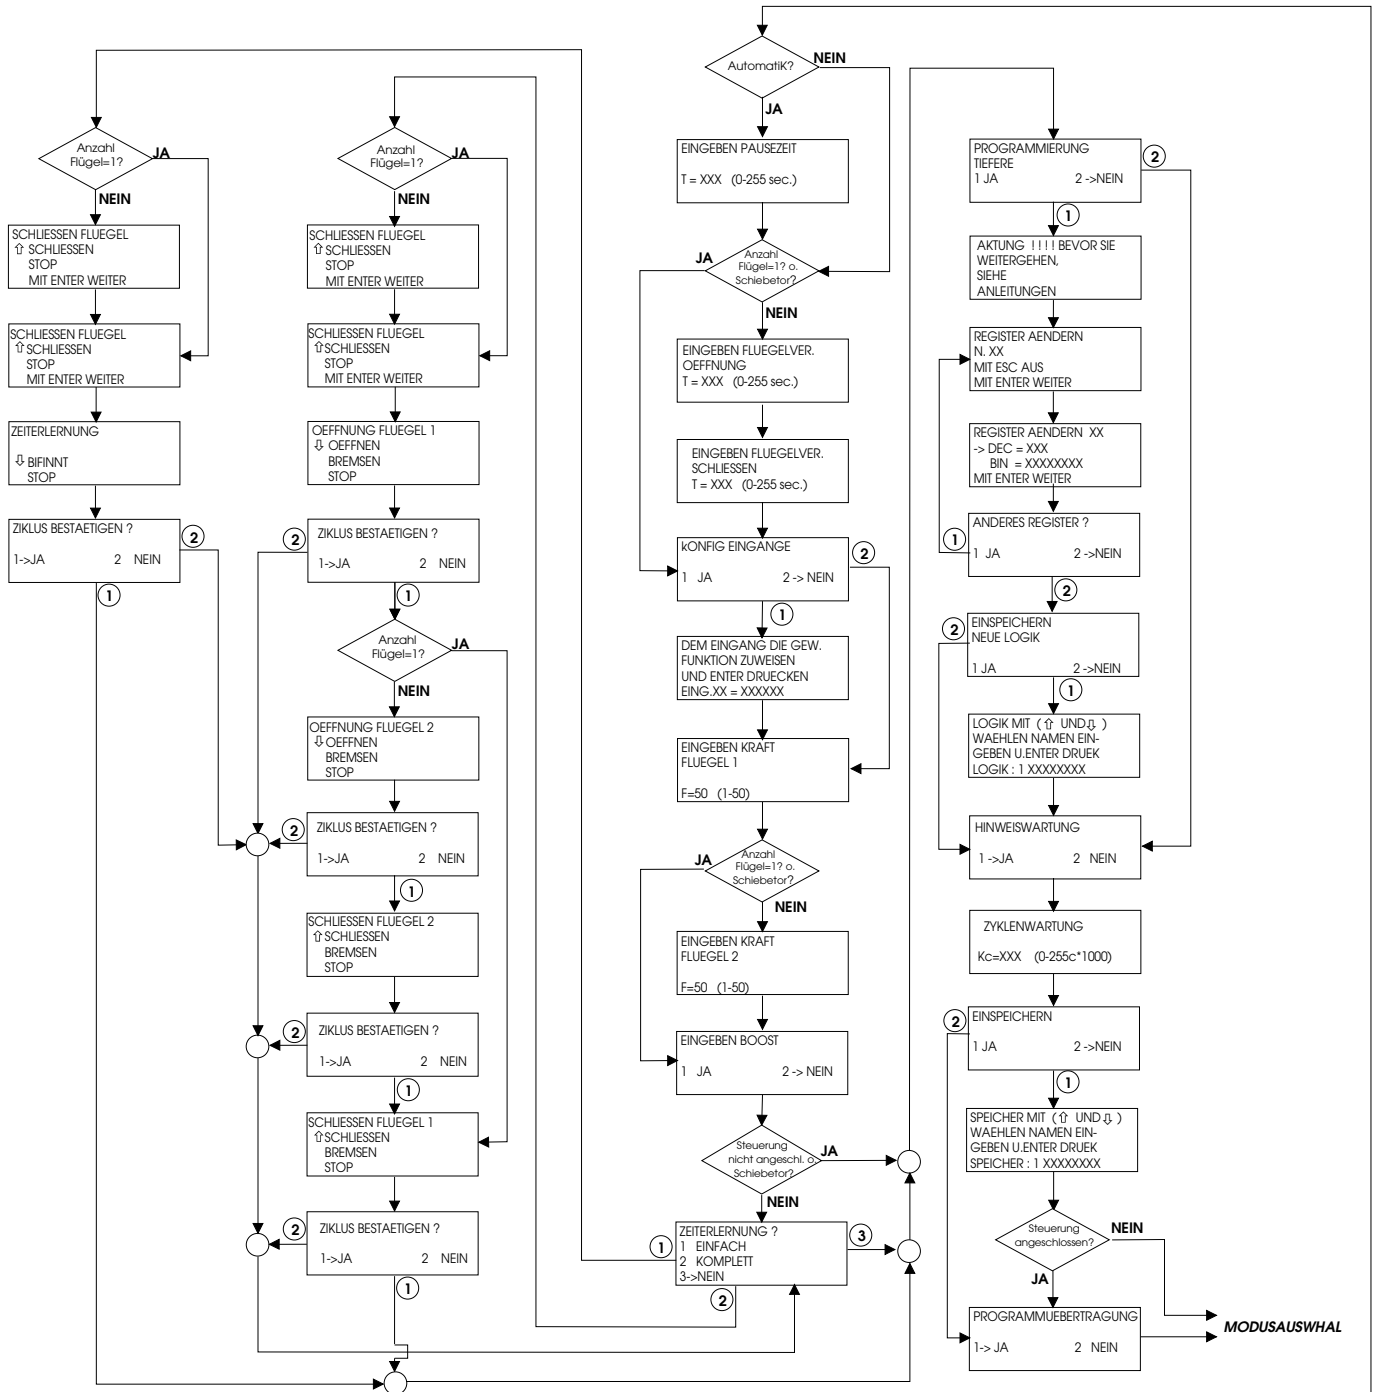 Anzahl
Flügel=1?
JA
NEIN
SCHLIESSEN FLUEGEL
⇧ SCHLIESSEN
STOP
MIT ENTER WEITER
SCHLIESSEN FLUEGEL
⇧ SCHLIESSEN
STOP
MIT ENTER WEITER
ZEITERLERNUNG
⇩ BIFINNT
STOP
ZIKLUS BESTAETIGEN ?
1->JA 2 NEIN
2
1
Anzahl
Flügel=1?
JA
NEIN
SCHLIESSEN FLUEGEL
⇧ SCHLIESSEN
STOP
MIT ENTER WEITER
SCHLIESSEN FLUEGEL
⇧ SCHLIESSEN
STOP
MIT ENTER WEITER
OEFFNUNG FLUEGEL 1
⇩ OEFFNEN
BREMSEN
STOP
2
ZIKLUS BESTAETIGEN ?
1->JA 2 NEIN
1
Anzahl
Flügel=1?
JA
NEIN
OEFFNUNG FLUEGEL 2
⇩ OEFFNEN
BREMSEN
STOP
2
ZIKLUS BESTAETIGEN ?
1->JA 2 NEIN
1
SCHLIESSEN FLUEGEL 2
⇧ SCHLIESSEN
BREMSEN
STOP
2
ZIKLUS BESTAETIGEN ?
1->JA 2 NEIN
1
SCHLIESSEN FLUEGEL 1
⇧ SCHLIESSEN
BREMSEN
STOP
2
ZIKLUS BESTAETIGEN ?
1->JA 2 NEIN
1
AutomatiK?
NEIN
JA
EINGEBEN PAUSEZEIT
T = XXX (0-255 sec.)
JA
Anzahl
Flügel=1? o.
Schiebetor?
NEIN
EINGEBEN FLUEGELVER.
OEFFNUNG
T = XXX (0-255 sec.)
EINGEBEN FLUEGELVER.
SCHLIESSEN
T = XXX (0-255 sec.)
kONFIG EINGANGE
1 JA 2 -> NEIN
2
1
DEM EINGANG DIE GEW.
FUNKTION ZUWEISEN
UND ENTER DRUECKEN
EING.XX = XXXXXX
EINGEBEN KRAFT
FLUEGEL 1
F=50 (1-50)
JA
Anzahl
Flügel=1? o.
Schiebetor?
NEIN
EINGEBEN KRAFT
FLUEGEL 2
F=50 (1-50)
EINGEBEN BOOST
1 JA 2 -> NEIN
Steuerung
nicht angeschl. o.
Schiebetor?
JA
NEIN
1
ZEITERLERNUNG ?
1 EINFACH
2 KOMPLETT
3->NEIN
3
2
PROGRAMMIERUNG
TIEFERE
1 JA 2 ->NEIN
2
1
AKTUNG !!!! BEVOR SIE
WEITERGEHEN,
SIEHE
ANLEITUNGEN
REGISTER AENDERN
N. XX
MIT ESC AUS
MIT ENTER WEITER
REGISTER AENDERN XX
-> DEC = XXX
BIN = XXXXXXXX
MIT ENTER WEITER
1
ANDERES REGISTER ?
1 JA 2 ->NEIN
2
2
EINSPEICHERN
NEUE LOGIK
1 JA 2 ->NEIN
1
LOGIK MIT ( ⇧ UND ⇩ )
WAEHLEN NAMEN EIN-
GEBEN U.ENTER DRUEK
LOGIK : 1 XXXXXXXX
HINWEISWARTUNG
1 ->JA 2 NEIN
ZYKLENWARTUNG
Kc=XXX (0-255c*1000)
2
EINSPEICHERN
1 JA 2 ->NEIN
1
SPEICHER MIT ( ⇧ UND ⇩ )
WAEHLEN NAMEN EIN-
GEBEN U.ENTER DRUEK
SPEICHER : 1 XXXXXXXX
Steuerung
angeschlossen?
NEIN
JA
PROGRAMMUEBERTRAGUNG
1-> JA 2 NEIN
MODUSAUSWHAL